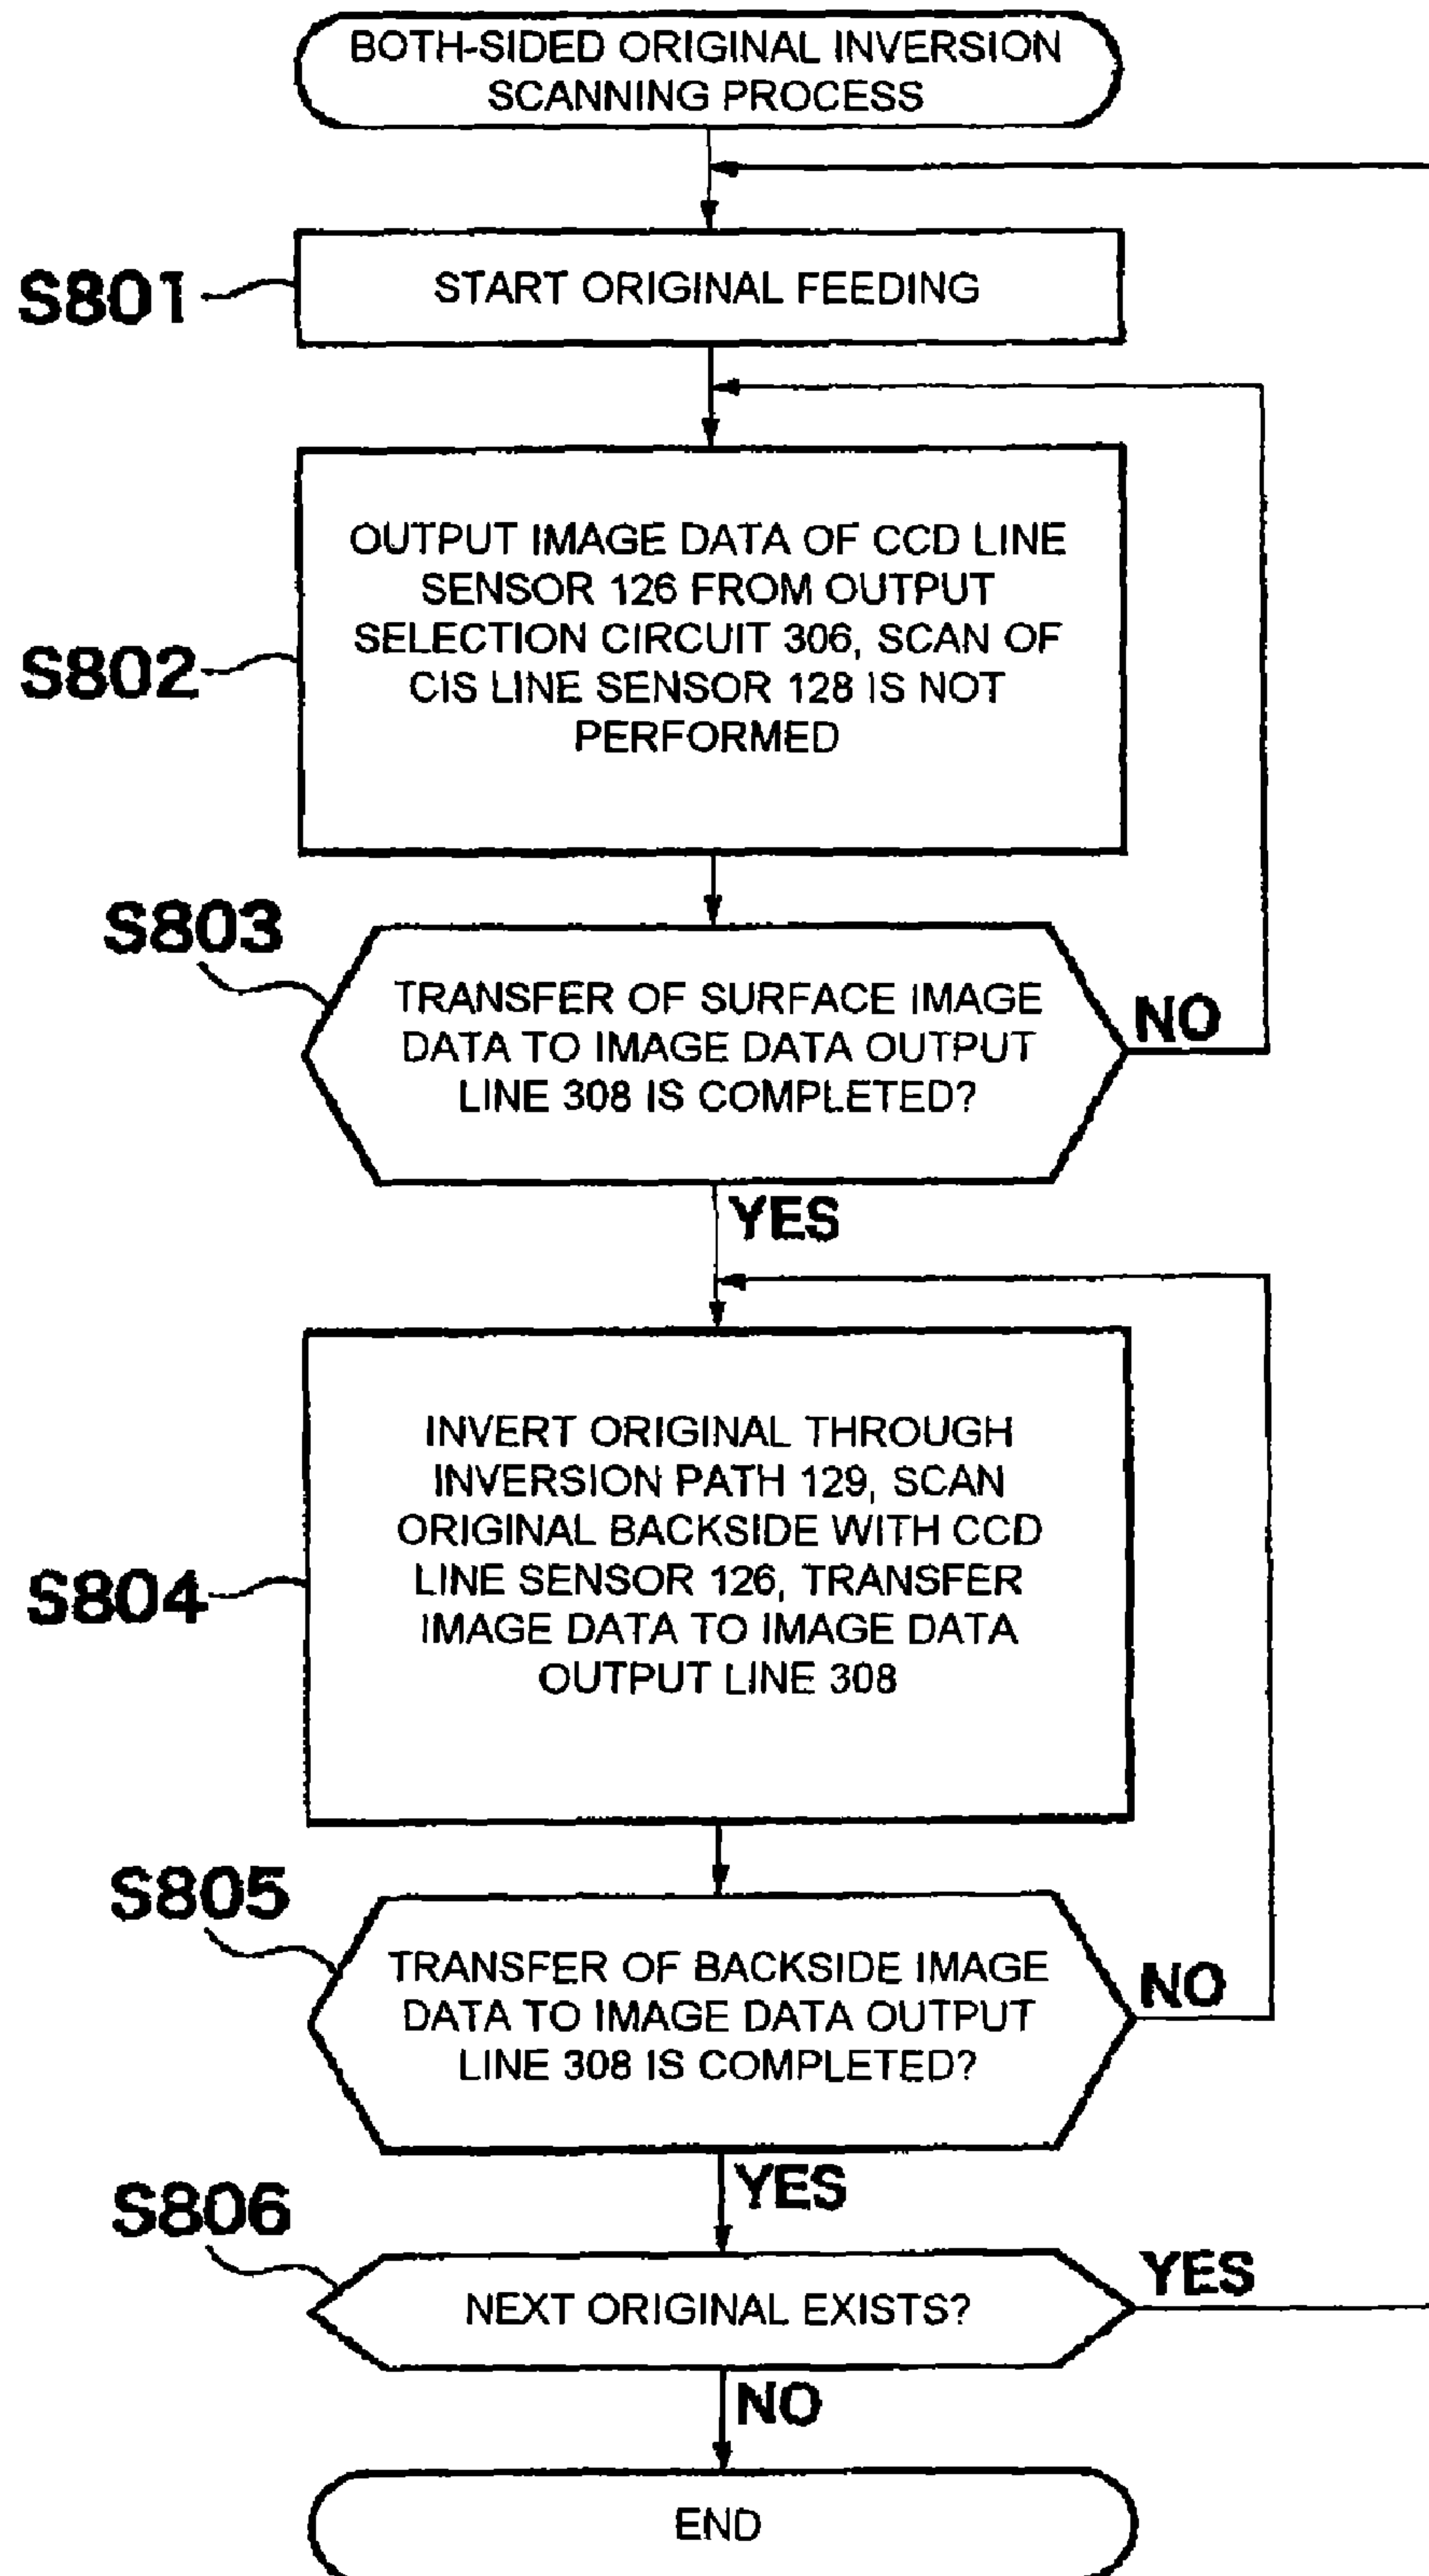 BOTH-SIDED ORIGINAL INVERSION
SCANNING PROCESS
S801
START ORIGINAL FEEDING
S802
OUTPUT IMAGE DATA OF CCD LINE
SENSOR 126 FROM OUTPUT
SELECTION CIRCUIT 306, SCAN OF
CIS LINE SENSOR 128 IS NOT
PERFORMED
S803
TRANSFER OF SURFACE IMAGE
DATA TO IMAGE DATA OUTPUT
LINE 308 IS COMPLETED?
NO
YES
S804
INVERT ORIGINAL THROUGH
INVERSION PATH 129, SCAN
ORIGINAL BACKSIDE WITH CCD
LINE SENSOR 126, TRANSFER
IMAGE DATA TO IMAGE DATA
OUTPUT LINE 308
S805
TRANSFER OF BACKSIDE IMAGE
DATA TO IMAGE DATA OUTPUT
LINE 308 IS COMPLETED?
NO
YES
S806
NEXT ORIGINAL EXISTS?
YES
NO
END